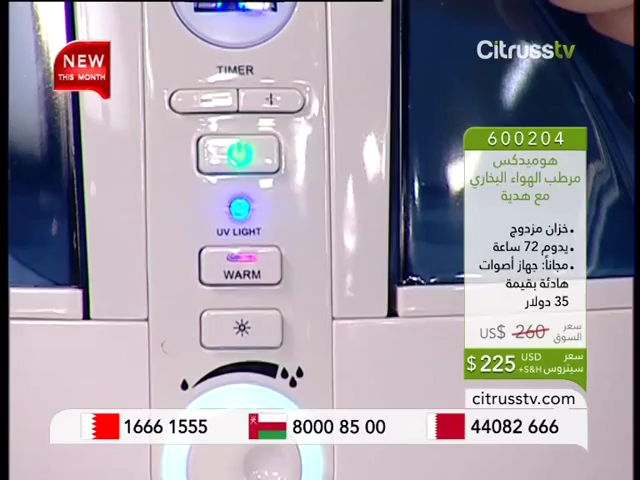 NEW
THIS MONTH
Citrusstv
TIMER
UV LIGHT
WARM
600204
هوميدكس
مرطب الهواء البخاري
مع هدية
.خزان مزدوج
.يدوم 72 ساعة
.مجاناً: جهاز أصوات
هادئة بقيمة
35 دولار
US$ 260 سعر السوق
$ 225 USD +S&H سعر سيتروس
citrusstv.com
1666 1555
8000 85 00
44082 666